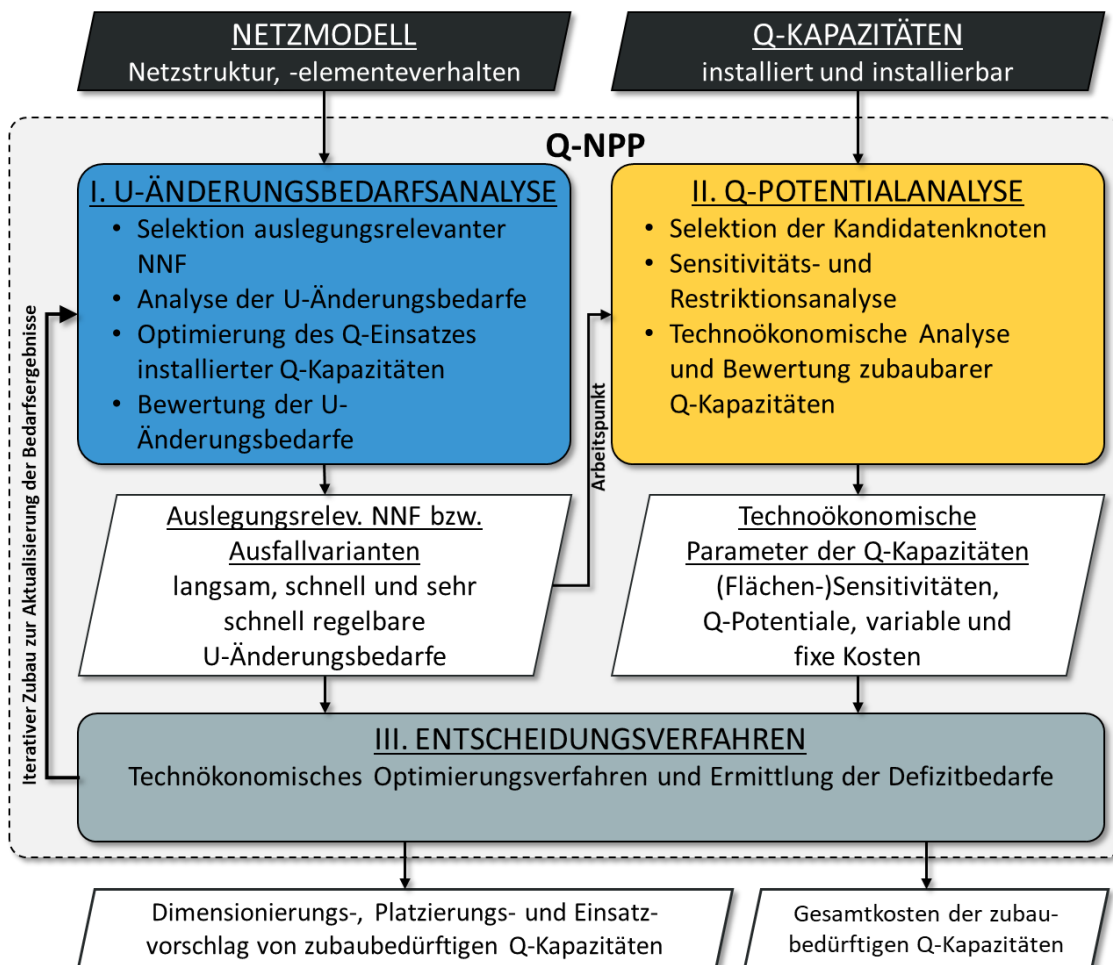 NETZMODELL
Netzstruktur, -elementeverhalten
Q-KAPAZITÄTEN
installiert und installierbar
Q-NPP
I. U-ÄNDERUNGSBEDARFSANALYSE
• Selektion auslegungsrelevanter
NNF
• Analyse der U-Änderungsbedarfe
• Optimierung des Q-Einsatzes
installierter Q-Kapazitäten
• Bewertung der U-
Änderungsbedarfe
II. Q-POTENTIALANALYSE
• Selektion der Kandidatenknoten
• Sensitivitäts- und
Restriktionsanalyse
• Technoökonomische Analyse
und Bewertung zubaubarer
Q-Kapazitäten
Iterativer Zubau zur Aktualisierung der Bedarfsergebnisse
Arbeitspunkt
Auslegungsrelev. NNF bzw.
Ausfallvarianten
langsam, schnell und sehr
schnell regelbare
U-Änderungsbedarfe
Technoökonomische
Parameter der Q-Kapazitäten
(Flächen-)Sensitivitäten,
Q-Potentiale, variable und
fixe Kosten
III. ENTSCHEIDUNGSVERFAHREN
Technökonomisches Optimierungsverfahren und Ermittlung der Defizitbedarfe
Dimensionierungs-, Platzierungs- und Einsatz-
vorschlag von zubaubedürftigen Q-Kapazitäten
Gesamtkosten der zubau-
bedürftigen Q-Kapazitäten